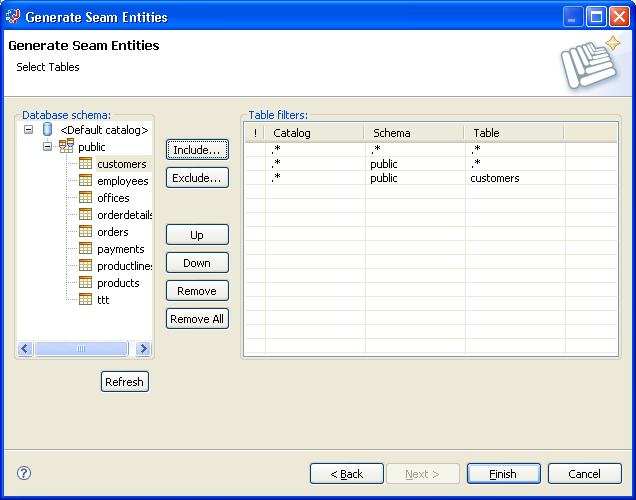 Generate Seam Entities
Generate Seam Entities
Select Tables
Database schema:
<Default catalog>
public
customers
employees
offices
orderdetails
orders
payments
productlines
products
ttt
Refresh
Include...
Exclude...
Up
Down
Remove
Remove All
Table filters:
! Catalog Schema Table
.* .* .*
.* public .*
.* public customers
?
< Back
Next >
Finish
Cancel